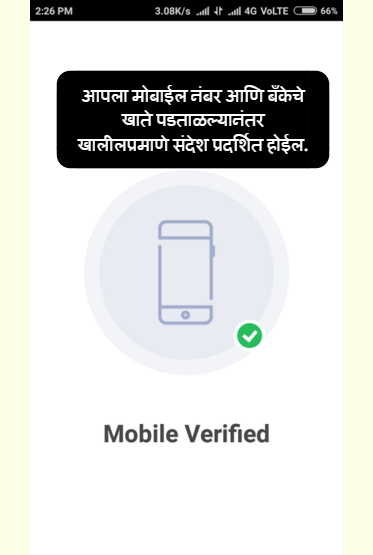 2:26 PM 3.08K/s 4G VoLTE 66%
आपला मोबाईल नंबर आणि बँकेचे
खाते पडताळल्यानंतर
खालीलप्रमाणे संदेश प्रदर्शित होईल.
Mobile Verified